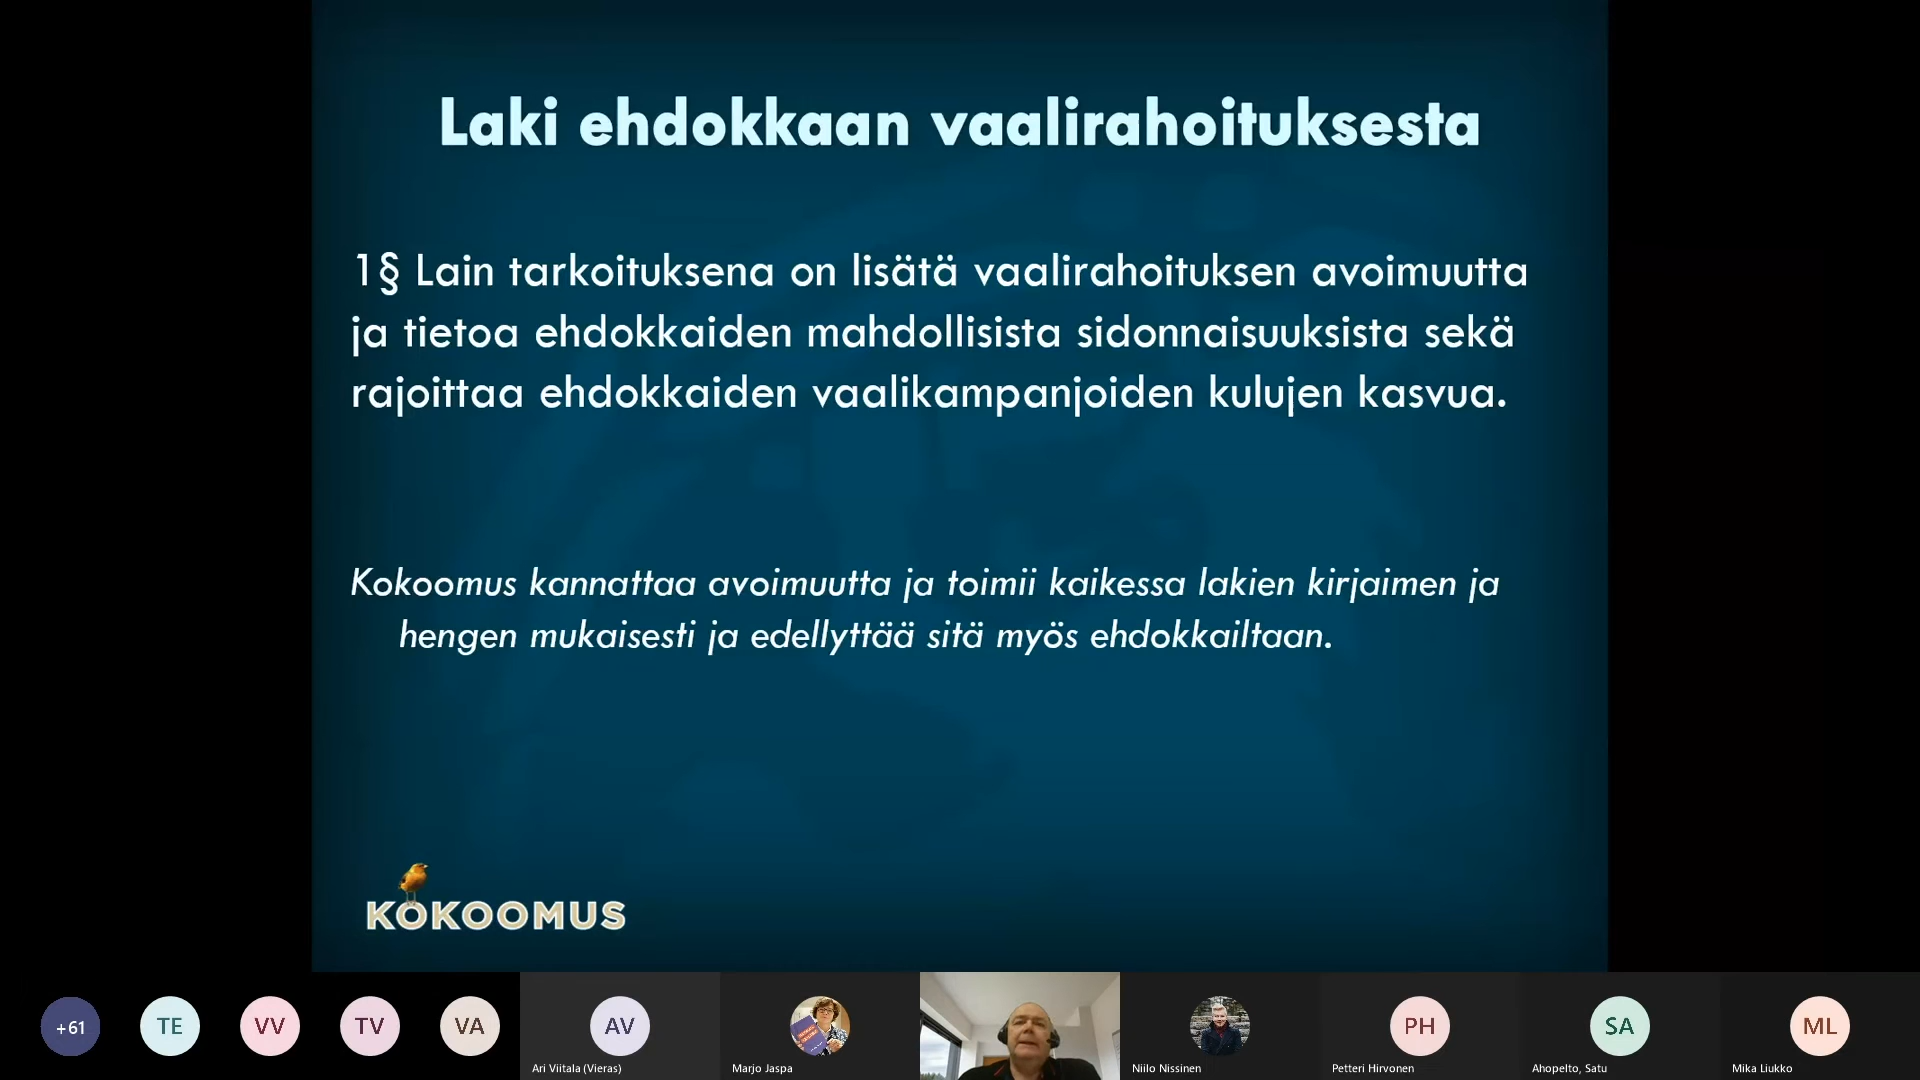 Laki ehdokkaan vaalirahoituksesta
1§ Lain tarkoituksena on lisätä vaalirahoituksen avoimuutta
ja tietoa ehdokkaiden mahdollisista sidonnaisuuksista sekä
rajoittaa ehdokkaiden vaalikampanjoiden kulujen kasvua.
Kokoomus kannattaa avoimuutta ja toimii kaikessa lakien kirjaimen ja
hengen mukaisesti ja edellyttää sitä myös ehdokkailtaan.
KOKOOMUS
+61
TE
VV
TV
VA
AV
PH
SA
ML
Ari Viitala (Vieras)
Marjo Jaspa
Niilo Nissinen
Petteri Hirvonen
Ahopelto, Satu
Mika Liukko